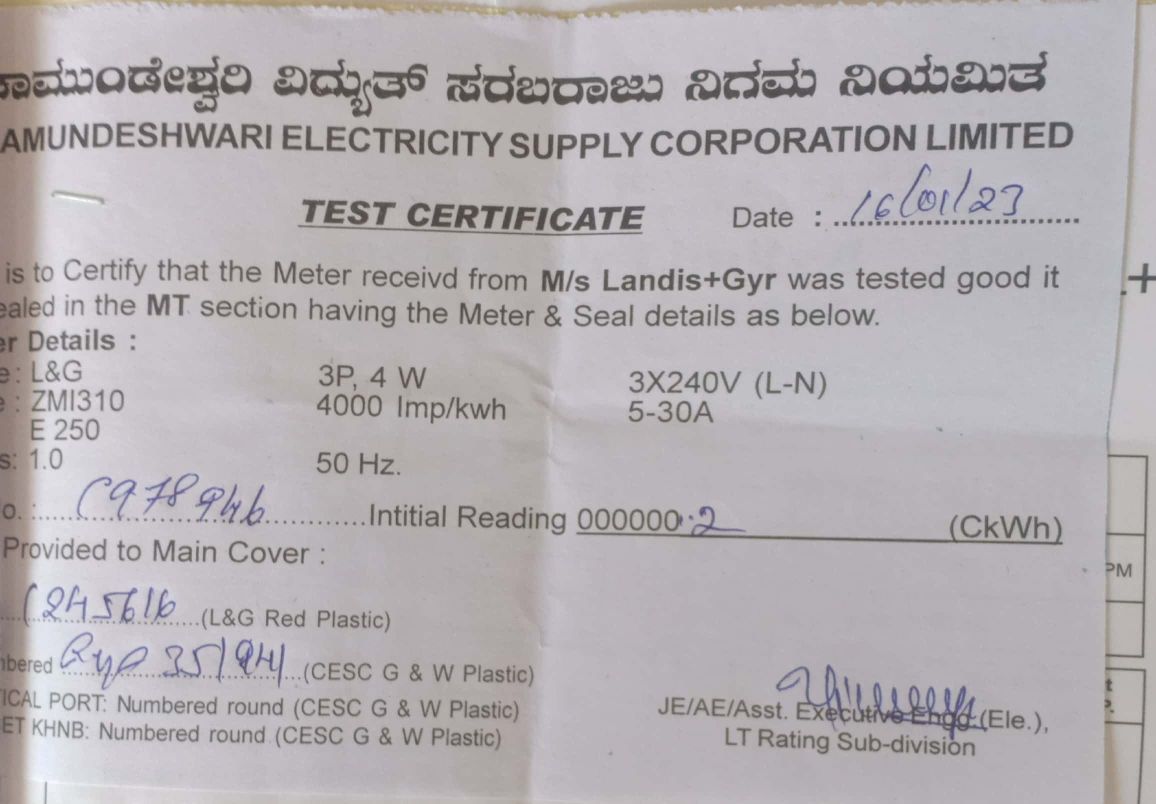 ಚಾಮುಂಡೇಶ್ವರಿ ವಿದ್ಯುತ್ ಸರಬರಾಜು ನಿಗಮ ನಿಯಮಿತ
AMUNDESHWARI ELECTRICITY SUPPLY CORPORATION LIMITED
TEST CERTIFICATE Date : 16/01/23
is to Certify that the Meter receivd from M/s Landis+Gyr was tested good it
ealed in the MT section having the Meter & Seal details as below.
er Details :
e : L&G 3P, 4 W 3X240V (L-N)
e : ZMI310 4000 Imp/kwh 5-30A
E 250
s: 1.0 50 Hz.
o. : Intitial Reading 000000.2 (CkWh)
Provided to Main Cover :
(L&G Red Plastic)
nbered (CESC G & W Plastic)
TICAL PORT: Numbered round (CESC G & W Plastic)
ET KHNB: Numbered round (CESC G & W Plastic)
JE/AE/Asst. Executive Engg.(Ele.),
LT Rating Sub-division
PM